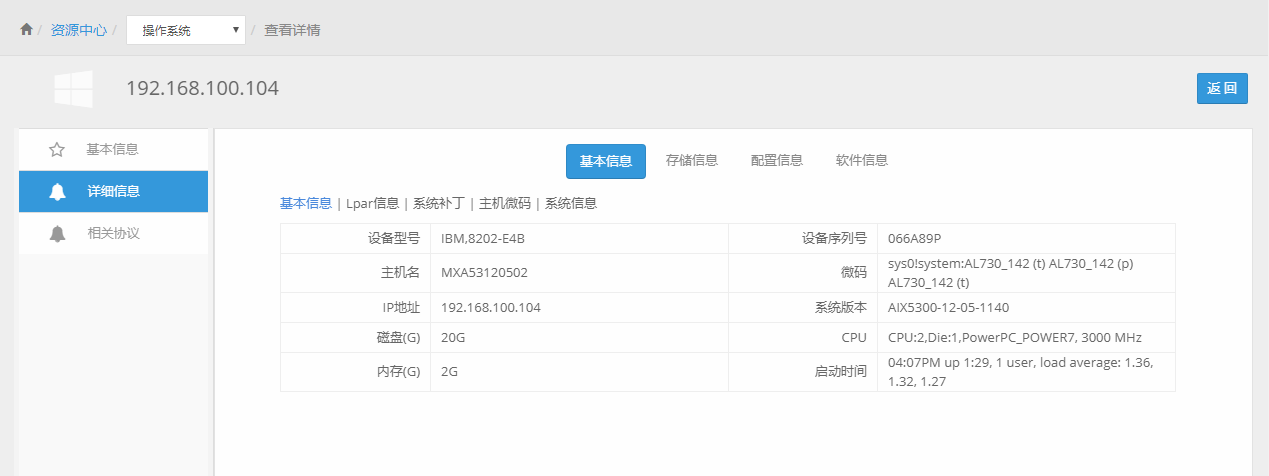 / 资源中心 / 操作系统 / 查看详情
192.168.100.104
返 回
基本信息
详细信息
相关协议
基本信息 存储信息 配置信息 软件信息
基本信息 | Lpar信息 | 系统补丁 | 主机微码 | 系统信息
设备型号 IBM,8202-E4B 设备序列号 066A89P
主机名 MXA53120502 微码 sys0!system:AL730_142 (t) AL730_142 (p)
AL730_142 (t)
IP地址 192.168.100.104 系统版本 AIX5300-12-05-1140
磁盘(G) 20G CPU CPU:2,Die:1,PowerPC_POWER7, 3000 MHz
内存(G) 2G 启动时间 04:07PM up 1:29, 1 user, load average: 1.36,
1.32, 1.27